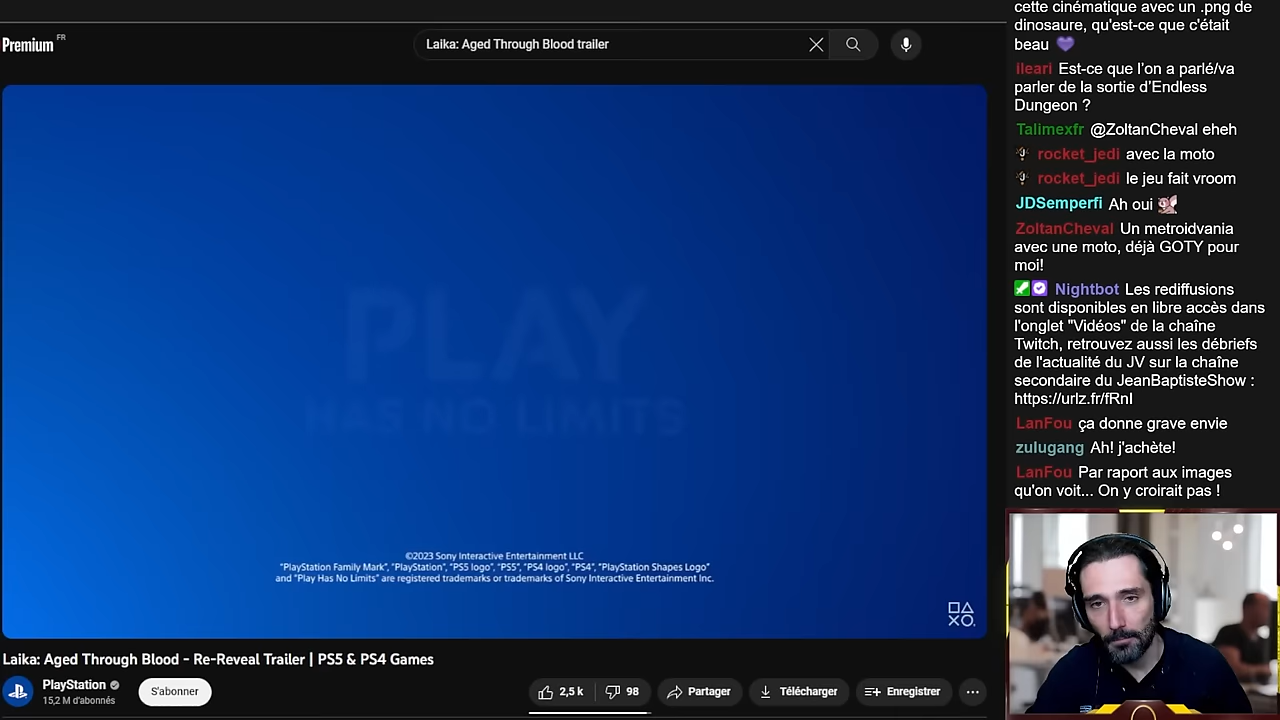 Premium FR
Laika: Aged Through Blood trailer
PLAY
HAS NO LIMITS
©2023 Sony Interactive Entertainment LLC
"PlayStation Family Mark", "PlayStation", "PS5 logo", "PS5", "PS4 logo", "PS4", "PlayStation Shapes Logo"
and "Play Has No Limits" are registered trademarks or trademarks of Sony Interactive Entertainment Inc.
Laika: Aged Through Blood - Re-Reveal Trailer | PS5 & PS4 Games
PlayStation
15,2 M d'abonnés
S'abonner
2,5 k
98
Partager
Télécharger
Enregistrer
cette cinématique avec un .png de
dinosaure, qu'est-ce que c'était
beau
ileari Est-ce que l'on a parlé/va
parler de la sortie d'Endless
Dungeon ?
Talimexfr @ZoltanCheval eheh
rocket_jedi avec la moto
rocket_jedi le jeu fait vroom
JDSemperfi Ah oui
ZoltanCheval Un metroidvania
avec une moto, déjà GOTY pour
moi!
Nightbot Les rediffusions
sont disponibles en libre accès dans
l'onglet "Vidéos" de la chaîne
Twitch, retrouvez aussi les débriefs
de l'actualité du JV sur la chaîne
secondaire du JeanBaptisteShow :
https://urlz.fr/fRnI
LanFou ça donne grave envie
zulugang Ah! j'achète!
LanFou Par raport aux images
qu'on voit... On y croirait pas !